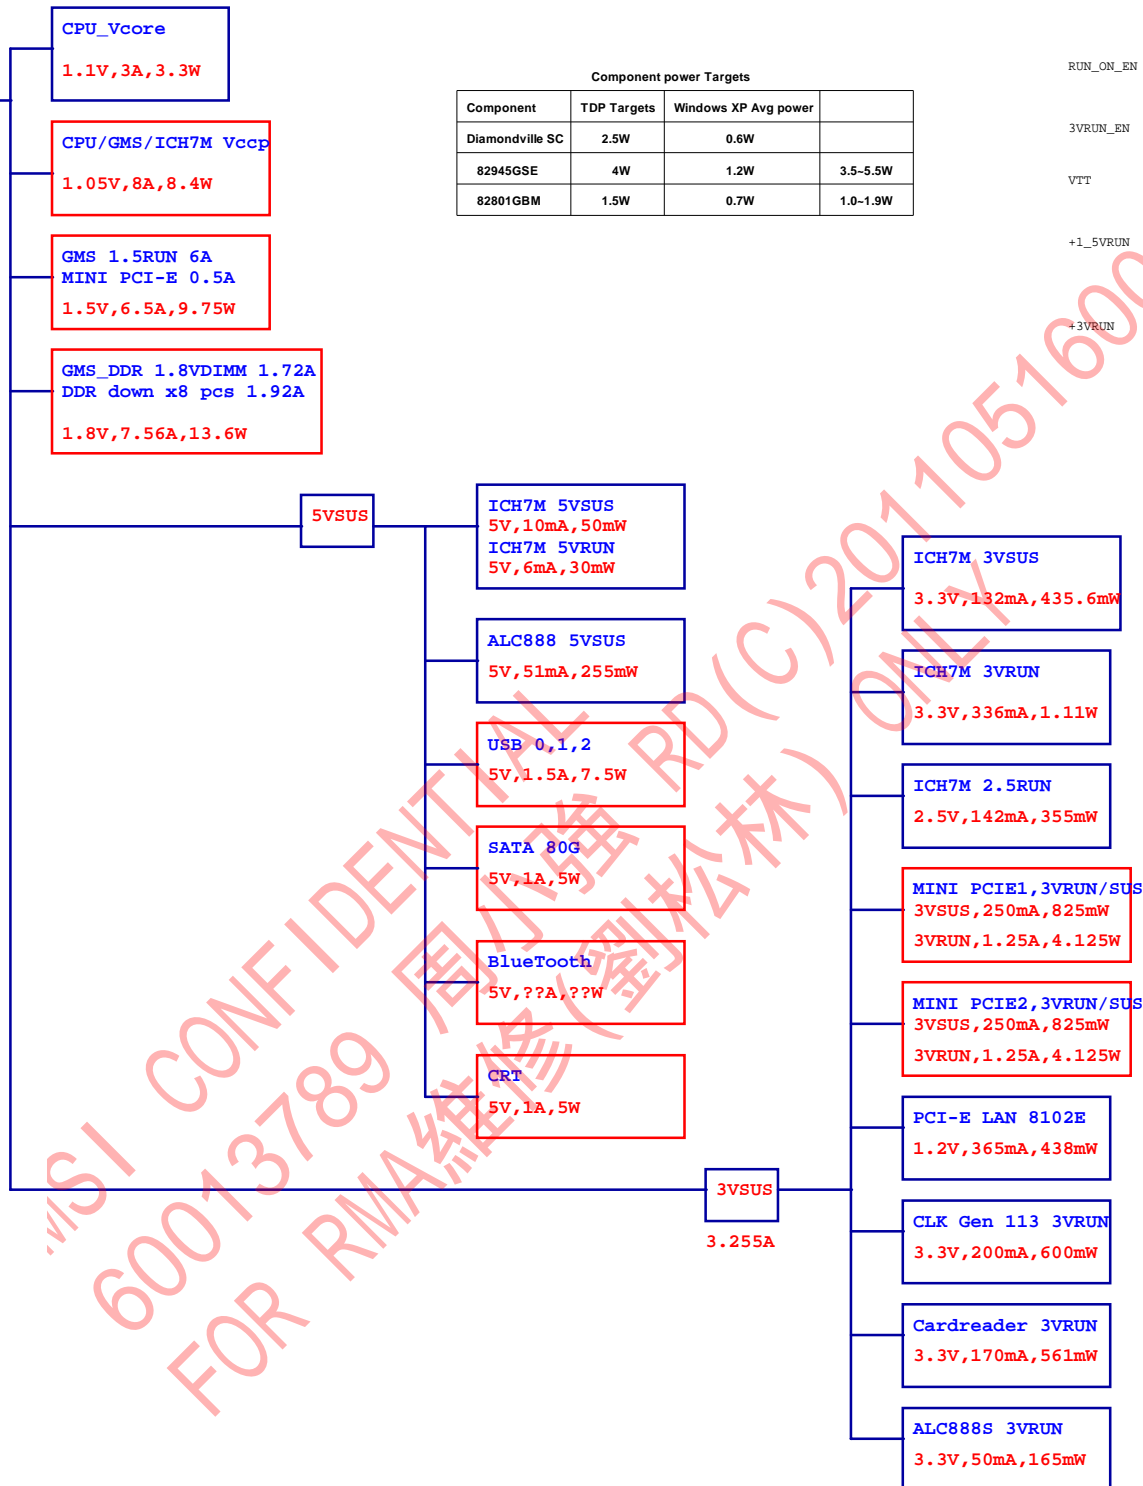 CPU_Vcore
1.1V,3A,3.3W
CPU/GMS/ICH7M Vccp
1.05V,8A,8.4W
GMS 1.5RUN 6A
MINI PCI-E 0.5A
1.5V,6.5A,9.75W
GMS_DDR 1.8VDIMM 1.72A
DDR down x8 pcs 1.92A
1.8V,7.56A,13.6W
Component power Targets
Component TDP Targets Windows XP Avg power
Diamondville SC 2.5W 0.6W
82945GSE 4W 1.2W 3.5~5.5W
82801GBM 1.5W 0.7W 1.0~1.9W
RUN_ON_EN
3VRUN_EN
VTT
+1_5VRUN
+3VRUN
5VSUS
ICH7M 5VSUS
5V,10mA,50mW
ICH7M 5VRUN
5V,6mA,30mW
ALC888 5VSUS
5V,51mA,255mW
USB 0,1,2
5V,1.5A,7.5W
SATA 80G
5V,1A,5W
BlueTooth
5V,??A,??W
CRT
5V,1A,5W
3VSUS
3.255A
ICH7M 3VSUS
3.3V,132mA,435.6mW
ICH7M 3VRUN
3.3V,336mA,1.11W
ICH7M 2.5RUN
2.5V,142mA,355mW
MINI PCIE1,3VRUN/SUS
3VSUS,250mA,825mW
3VRUN,1.25A,4.125W
MINI PCIE2,3VRUN/SUS
3VSUS,250mA,825mW
3VRUN,1.25A,4.125W
PCI-E LAN 8102E
1.2V,365mA,438mW
CLK Gen 113 3VRUN
3.3V,200mA,600mW
Cardreader 3VRUN
3.3V,170mA,561mW
ALC888S 3VRUN
3.3V,50mA,165mW
MSI CONFIDENTIAL
60013789 周小強 RD(C)2011051600
FOR RMA維修(劉松林) ONLY